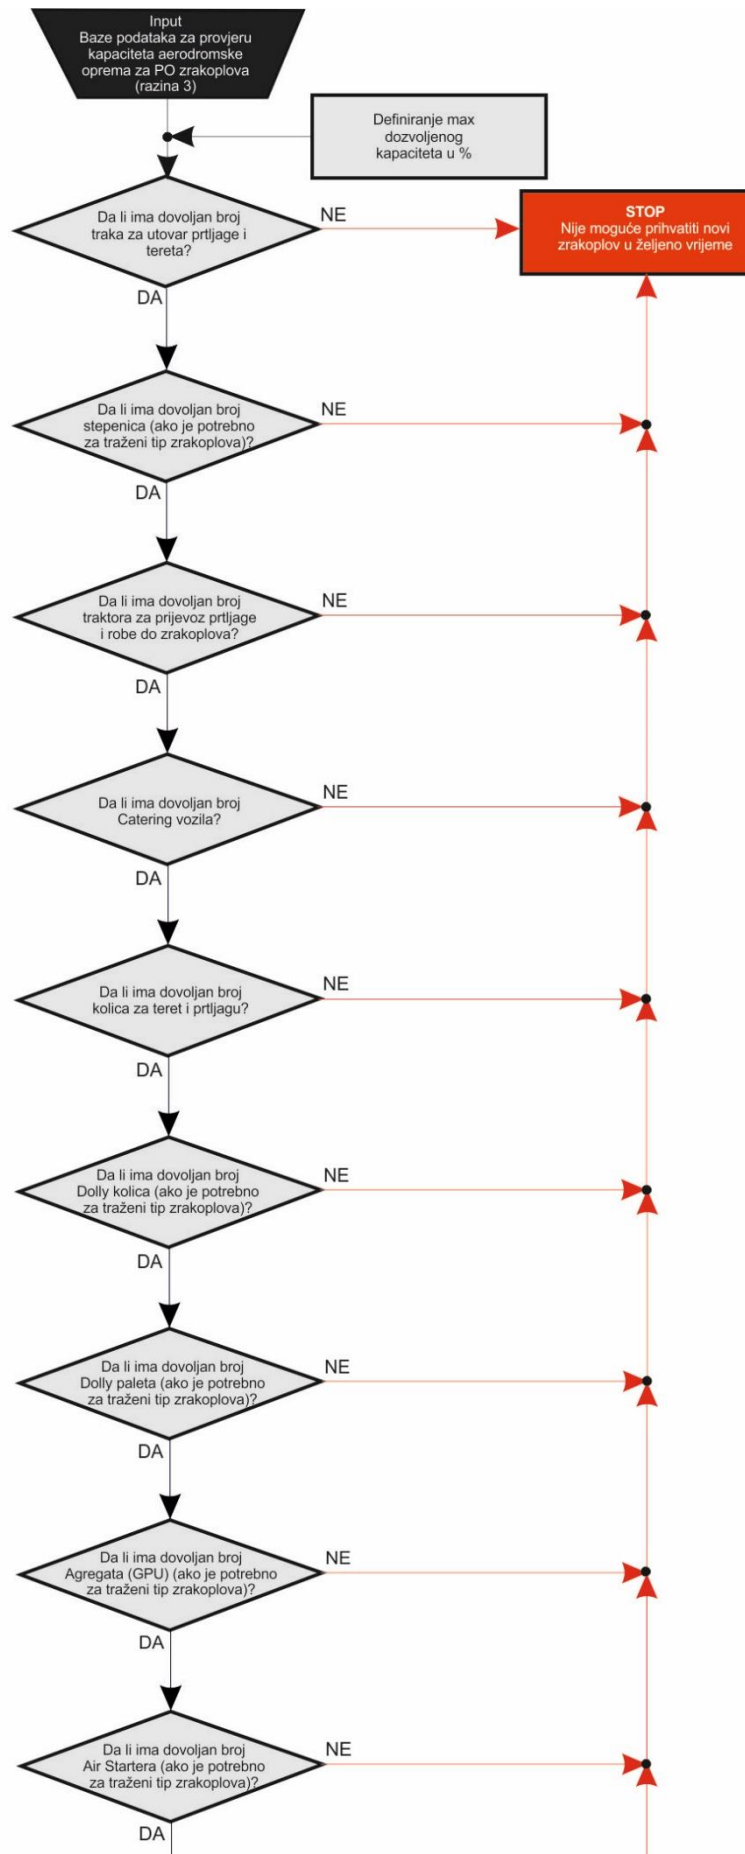 Input
Baze podataka za provjeru
kapaciteta aerodromske
oprema za PO zrakoplova
(razina 3)
Definiranje max
dozvoljenog
kapaciteta u %
Da li ima dovoljan broj
traka za utovar prtljage i
tereta?
NE
STOP
Nije moguće prihvatiti novi
zrakoplov u željeno vrijeme
DA
Da li ima dovoljan broj
stepenica (ako je potrebno
za traženi tip zrakoplova)?
NE
DA
Da li ima dovoljan broj
traktora za prijevoz prtljage
i robe do zrakoplova?
NE
DA
Da li ima dovoljan broj
Catering vozila?
NE
DA
Da li ima dovoljan broj
kolica za teret i prtljagu?
NE
DA
Da li ima dovoljan broj
Dolly kolica (ako je potrebno
za traženi tip zrakoplova)?
NE
DA
Da li ima dovoljan broj
Dolly paleta (ako je potrebno
za traženi tip zrakoplova)?
NE
DA
Da li ima dovoljan broj
Agregata (GPU) (ako je potrebno
za traženi tip zrakoplova)?
NE
DA
Da li ima dovoljan broj
Air Startera (ako je potrebno
za traženi tip zrakoplova)?
NE
DA